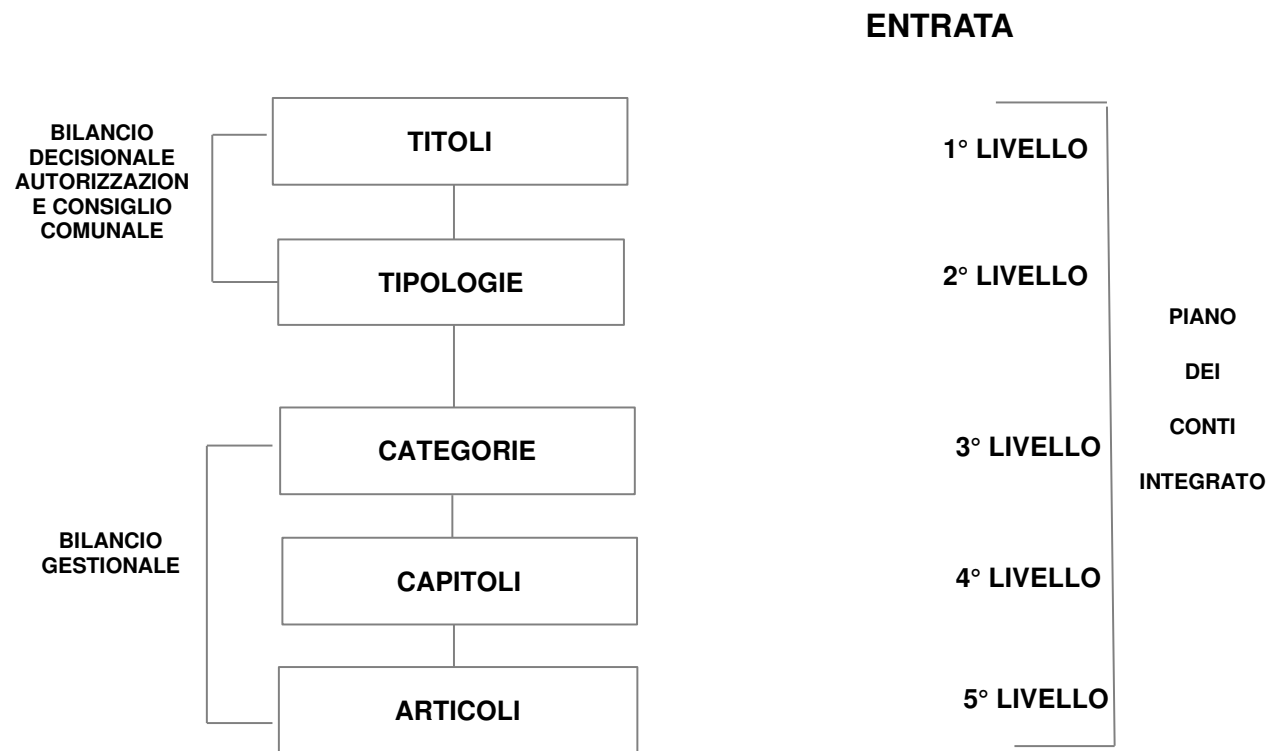 ENTRATA
BILANCIO
DECISIONALE
AUTORIZZAZION
E CONSIGLIO
COMUNALE
TITOLI
1° LIVELLO
TIPOLOGIE
2° LIVELLO
PIANO
DEI
CONTI
INTEGRATO
CATEGORIE
3° LIVELLO
BILANCIO
GESTIONALE
CAPITOLI
4° LIVELLO
ARTICOLI
5° LIVELLO